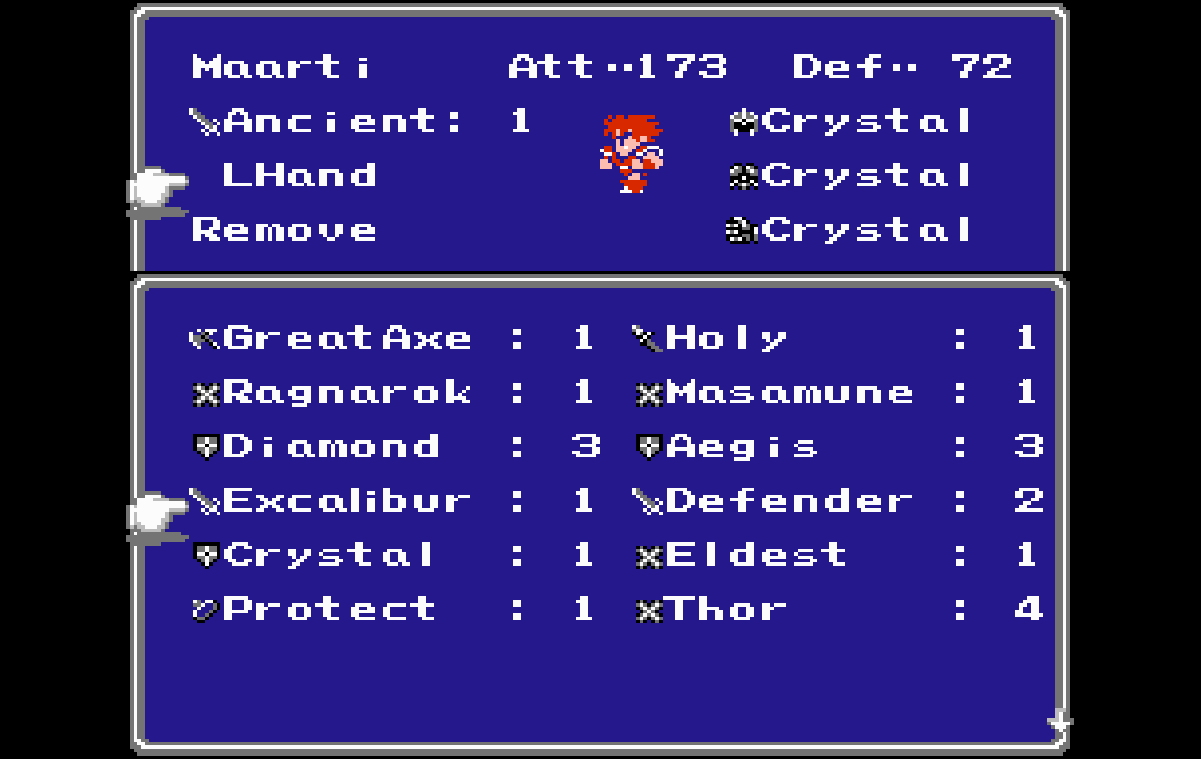 Maarti Att‥173 Def‥ 72
Ancient: 1 Crystal
LHand Crystal
Remove Crystal
GreatAxe : 1 Holy : 1
Ragnarok : 1 Masamune : 1
Diamond : 3 Aegis : 3
Excalibur : 1 Defender : 2
Crystal : 1 Eldest : 1
Protect : 1 Thor : 4